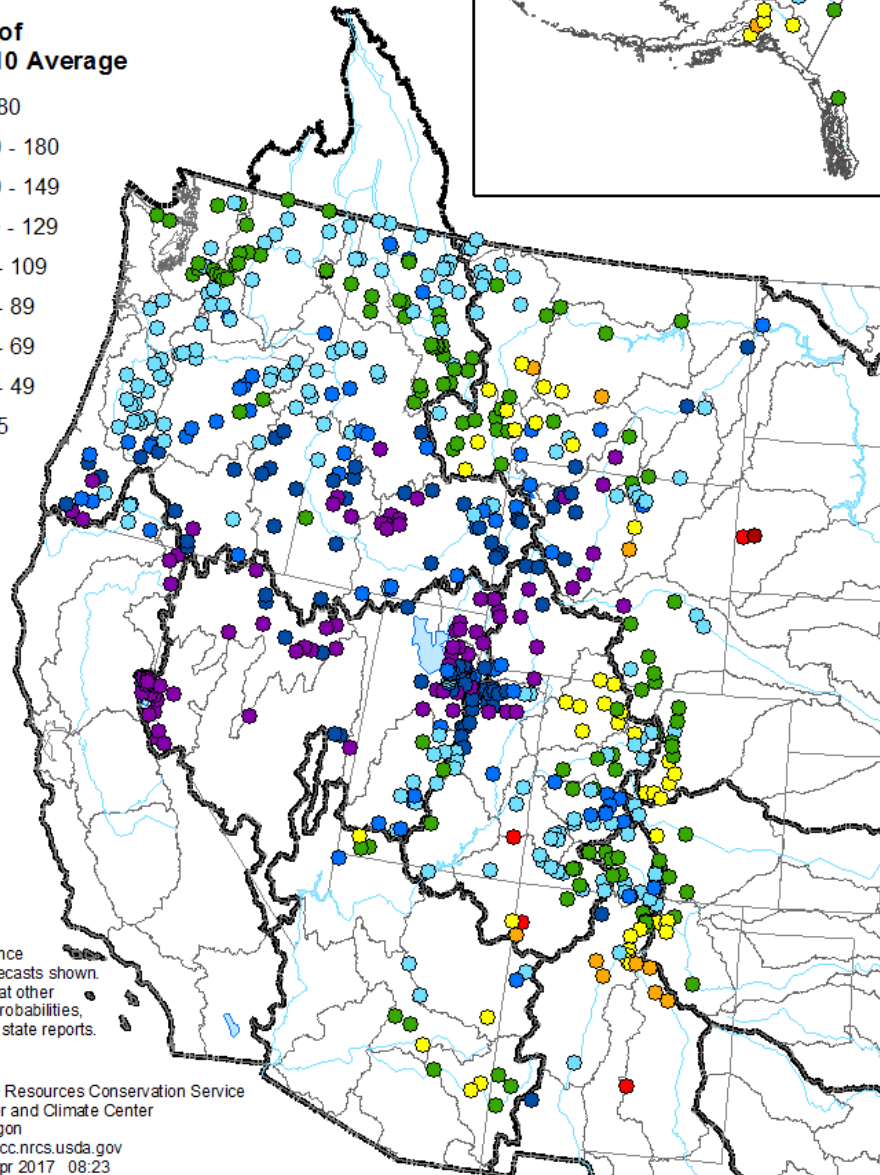 of
10 Average
80
- 180
- 149
- 129
- 109
- 89
- 69
- 49
5
nce
ecasts shown.
at other
robabilities,
state reports.
Resources Conservation Service
r and Climate Center
gon
cc.nrcs.usda.gov
pr 2017 08:23